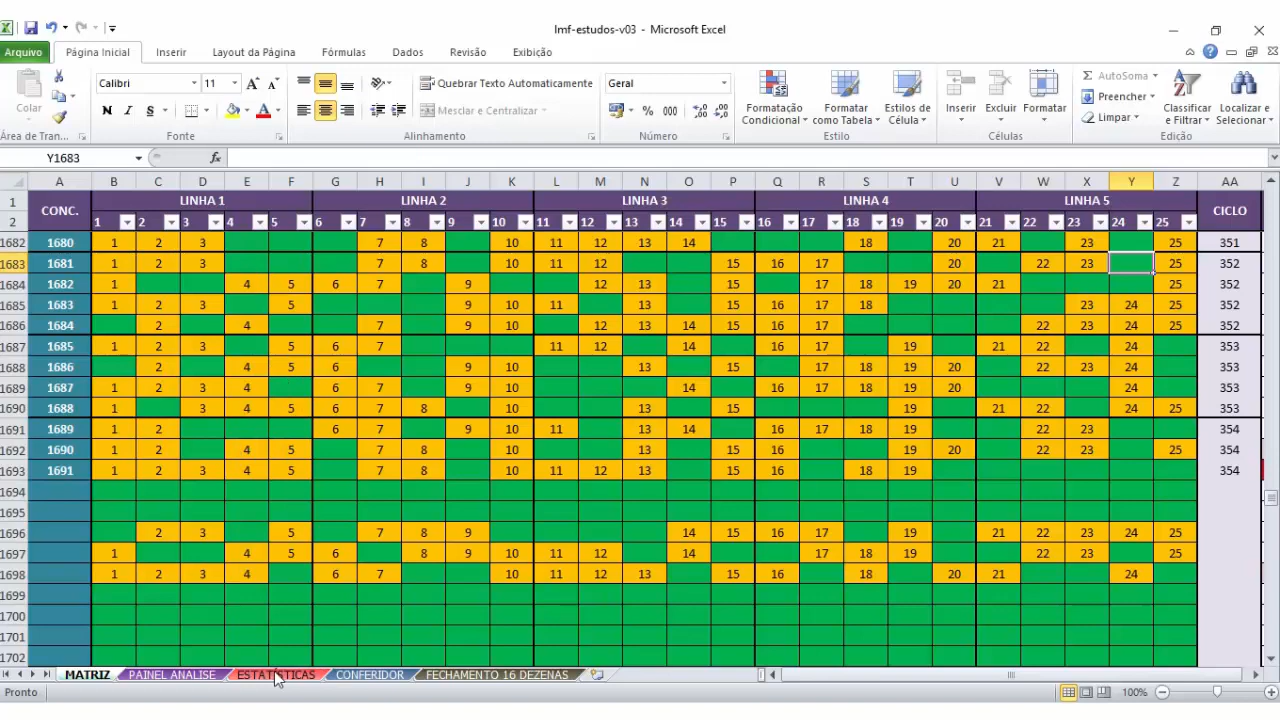 lmf-estudos-v03 - Microsoft Excel
Arquivo Página Inicial Inserir Layout da Página Fórmulas Dados Revisão Exibição
Colar
Calibri 11
Quebrar Texto Automaticamente
Geral
N I S
Mesclar e Centralizar
% 000
Formatação Condicional
Formatar como Tabela
Estilos de Célula
Inserir Excluir Formatar
AutoSoma
Preencher
Limpar
Classificar e Filtrar
Localizar e Selecionar
Área de Tran... Fonte Alinhamento Número Estilo Células Edição
Y1683 fx
A B C D E F G H I J K L M N O P Q R S T U V W X Y Z AA
1 CONC. LINHA 1 LINHA 2 LINHA 3 LINHA 4 LINHA 5 CICLO
2 1 2 3 4 5 6 7 8 9 10 11 12 13 14 15 16 17 18 19 20 21 22 23 24 25
1682 1680 1 2 3 7 8 10 11 12 13 14 18 20 21 23 25 351
1683 1681 1 2 3 7 8 10 11 12 15 16 17 20 22 23 25 352
1684 1682 1 4 5 6 7 9 12 13 15 17 18 19 20 21 25 352
1685 1683 1 2 3 5 9 10 11 13 15 16 17 18 23 24 25 352
1686 1684 2 4 7 9 10 12 13 14 15 16 17 22 23 24 25 352
1687 1685 1 2 3 5 6 7 11 12 14 16 17 19 21 22 24 353
1688 1686 2 4 5 6 9 10 13 15 17 18 19 20 22 23 24 25 353
1689 1687 1 2 3 4 6 7 9 10 14 16 17 18 19 20 24 353
1690 1688 1 3 4 5 6 7 8 10 13 15 19 21 22 24 25 353
1691 1689 1 2 6 7 9 10 11 13 14 16 17 18 19 22 23 354
1692 1690 1 2 4 5 7 8 10 11 12 13 15 16 19 20 22 23 25 354
1693 1691 1 2 3 4 5 7 8 10 11 12 13 15 16 18 19 354
1694
1695
1696 2 3 5 7 8 9 14 15 16 17 19 21 22 23 24 25
1697 1 4 5 6 8 9 10 11 12 14 17 18 19 22 23 25
1698 1 2 3 4 6 7 10 11 12 13 15 16 18 20 21 24
1699
1700
1701
1702
MATRIZ PAINEL ANALISE ESTATÍSTICAS CONFERIDOR FECHAMENTO 16 DEZENAS
Pronto 100%